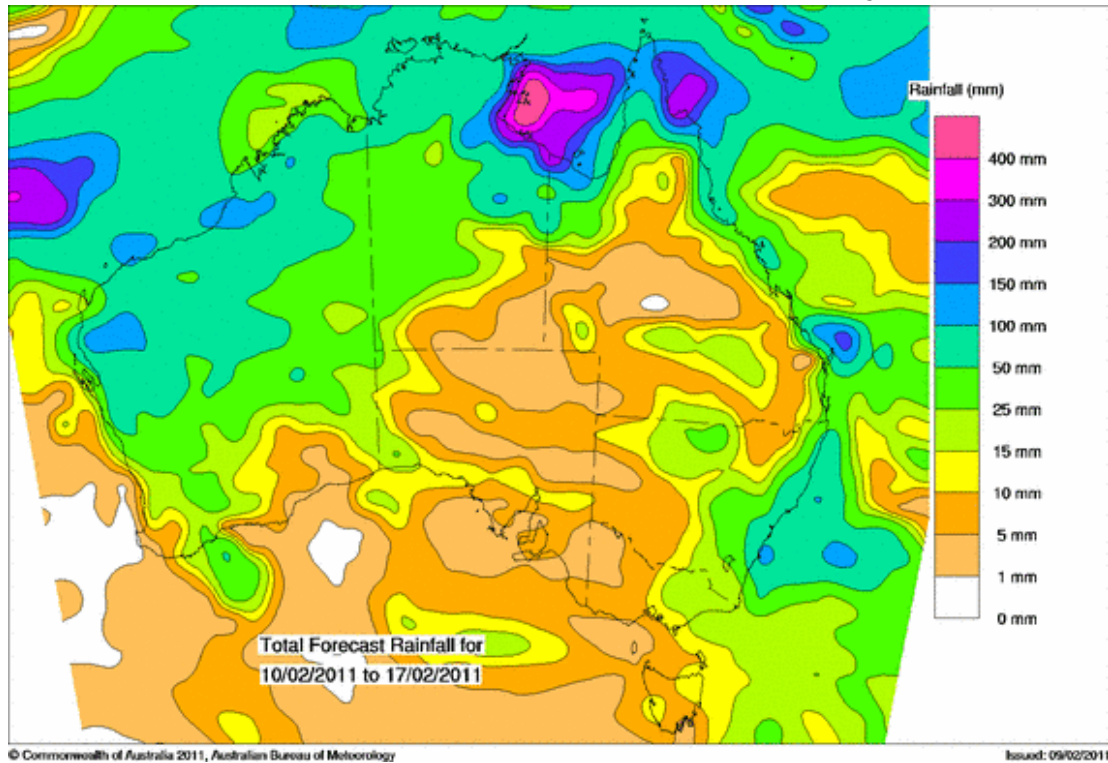 Rainfall (mm)
400 mm
300 mm
200 mm
150 mm
100 mm
50 mm
25 mm
15 mm
10 mm
5 mm
1 mm
0 mm
Total Forecast Rainfall for
10/02/2011 to 17/02/2011
© Commonwealth of Australia 2011, Australian Bureau of Meteorology
Issued: 09/02/2011